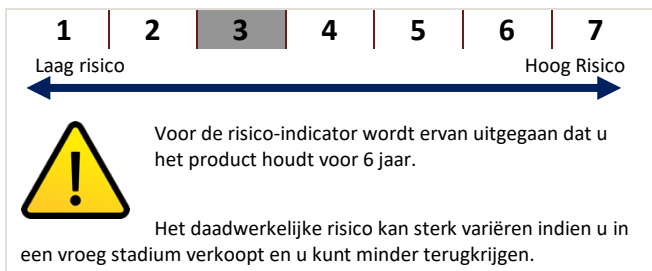 1 2 3 4 5 6 7
Laag risico Hoog Risico
Voor de risico-indicator wordt ervan uitgegaan dat u
het product houdt voor 6 jaar.
Het daadwerkelijke risico kan sterk variëren indien u in
een vroeg stadium verkoopt en u kunt minder terugkrijgen.